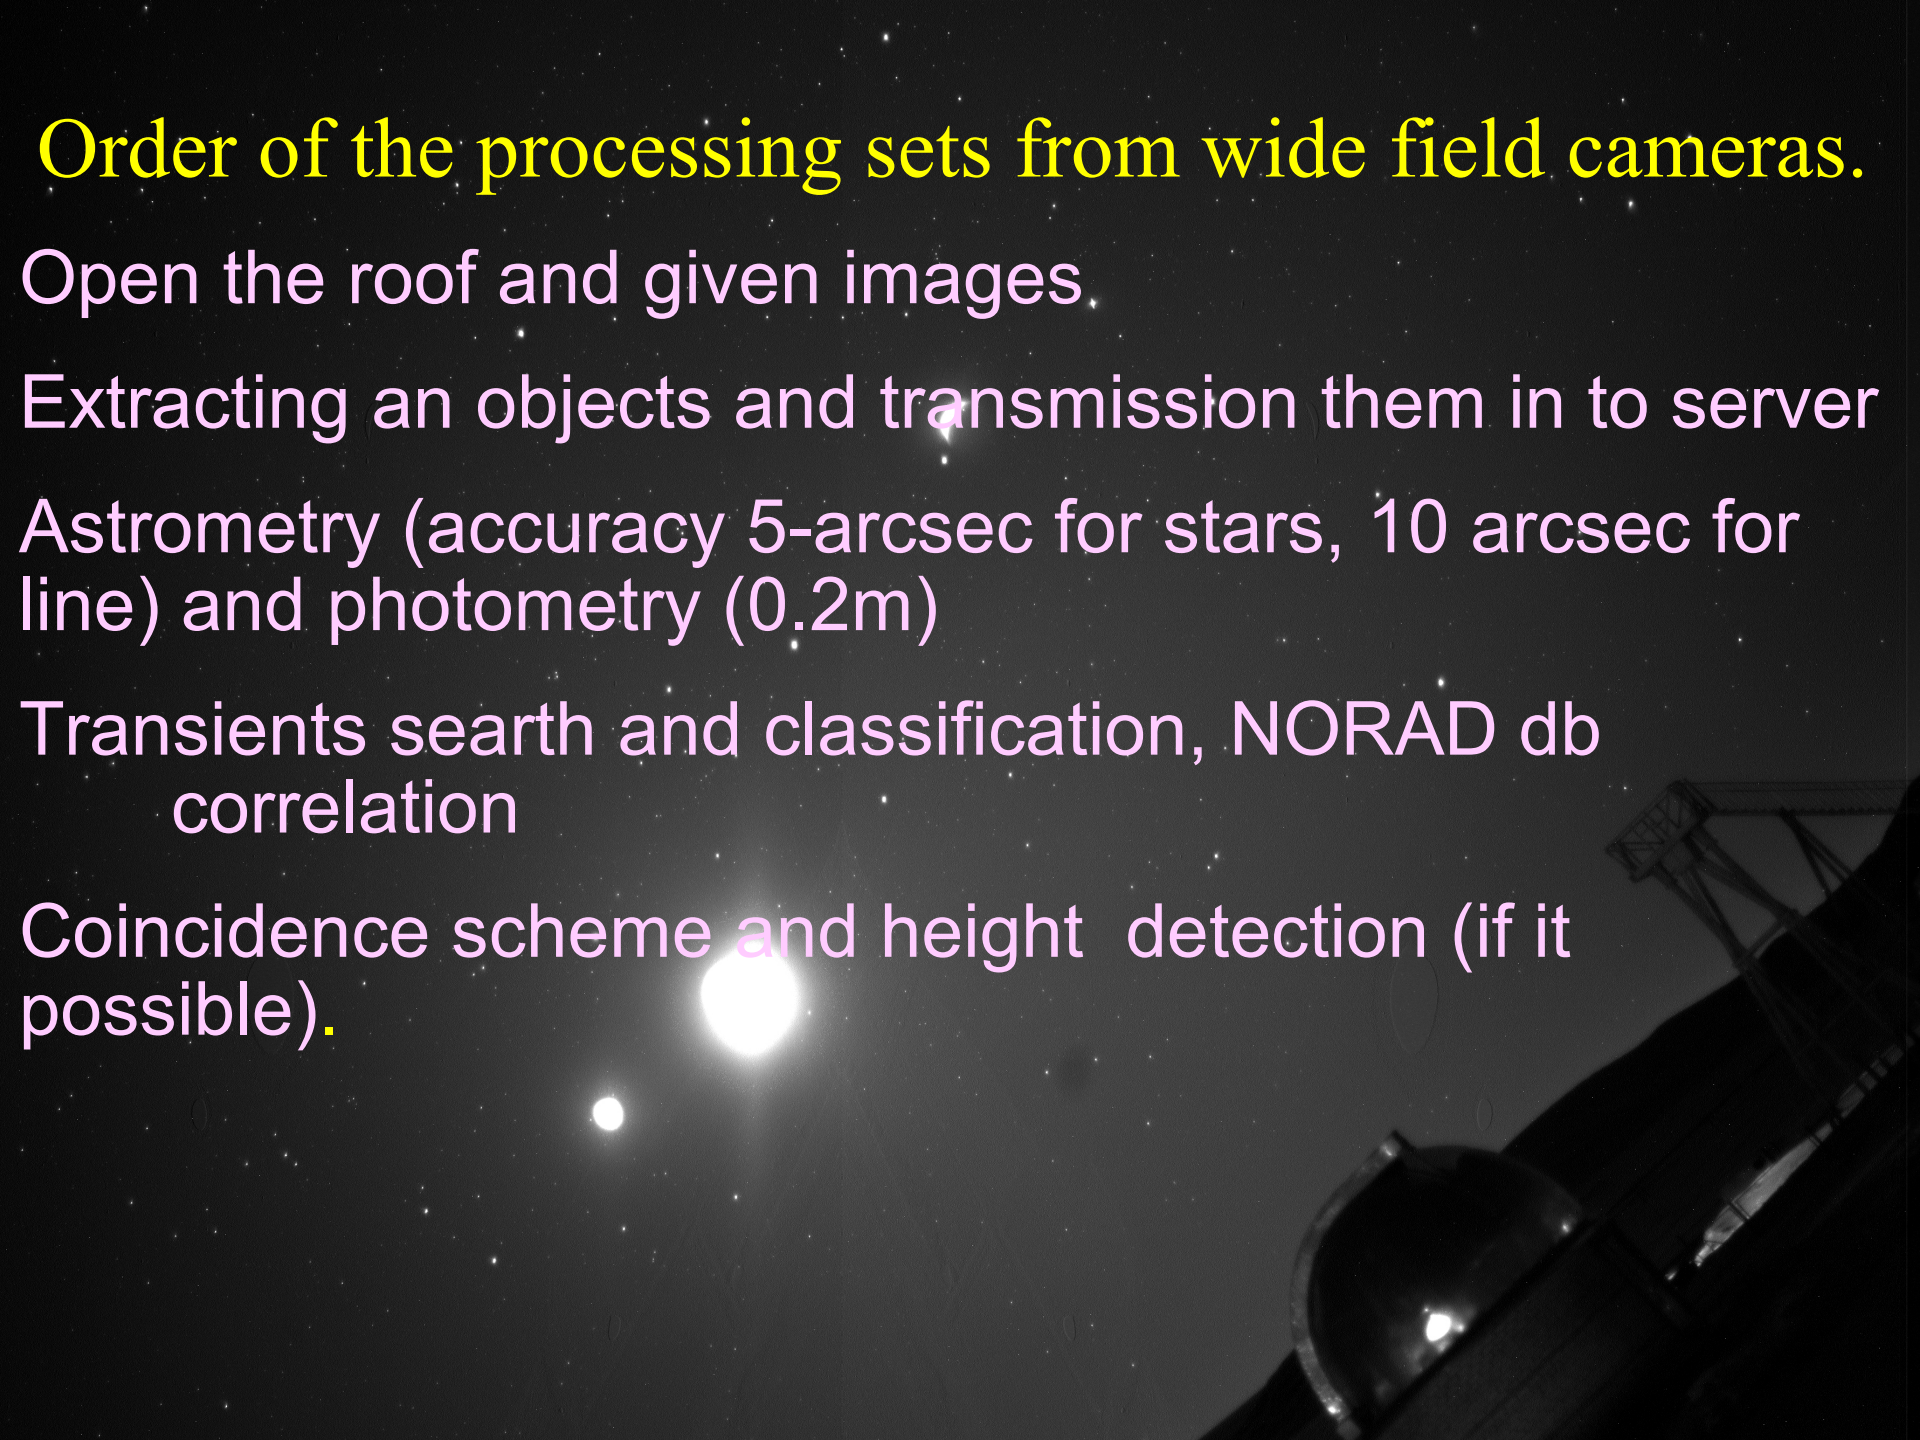 Order of the processing sets from wide field cameras.
Open the roof and given images
Extracting an objects and transmission them in to server
Astrometry (accuracy 5-arcsec for stars, 10 arcsec for
line) and photometry (0.2m)
Transients searth and classification, NORAD db
correlation
Coincidence scheme and height detection (if it
possible).